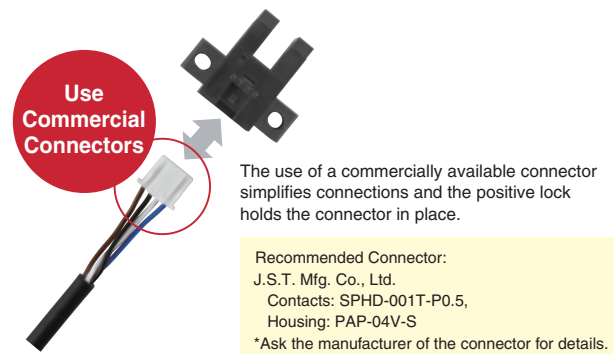 Use
Commercial
Connectors
The use of a commercially available connector
simplifies connections and the positive lock
holds the connector in place.
Recommended Connector:
J.S.T. Mfg. Co., Ltd.
Contacts: SPHD-001T-P0.5,
Housing: PAP-04V-S
*Ask the manufacturer of the connector for details.